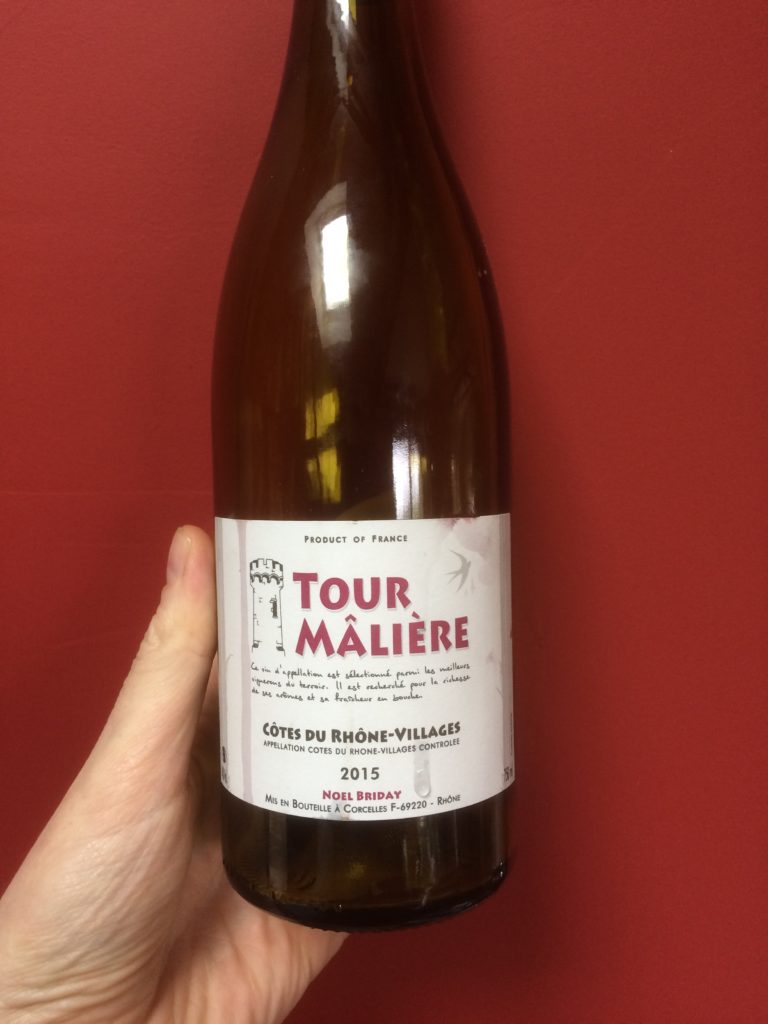 PRODUCT OF FRANCE
TOUR
MÂLIÈRE
Ce vin d'appellation est sélectionné parmi les meilleurs
vignerons du terroir. Il est recherché pour la richesse
de ses arômes et sa fraîcheur en bouche.
CÔTES DU RHÔNE-VILLAGES
APPELLATION COTES DU RHONE-VILLAGES CONTROLEE
2015
NOEL BRIDAY
MIS EN BOUTEILLE À CORCELLES F-69220 - RHÔNE